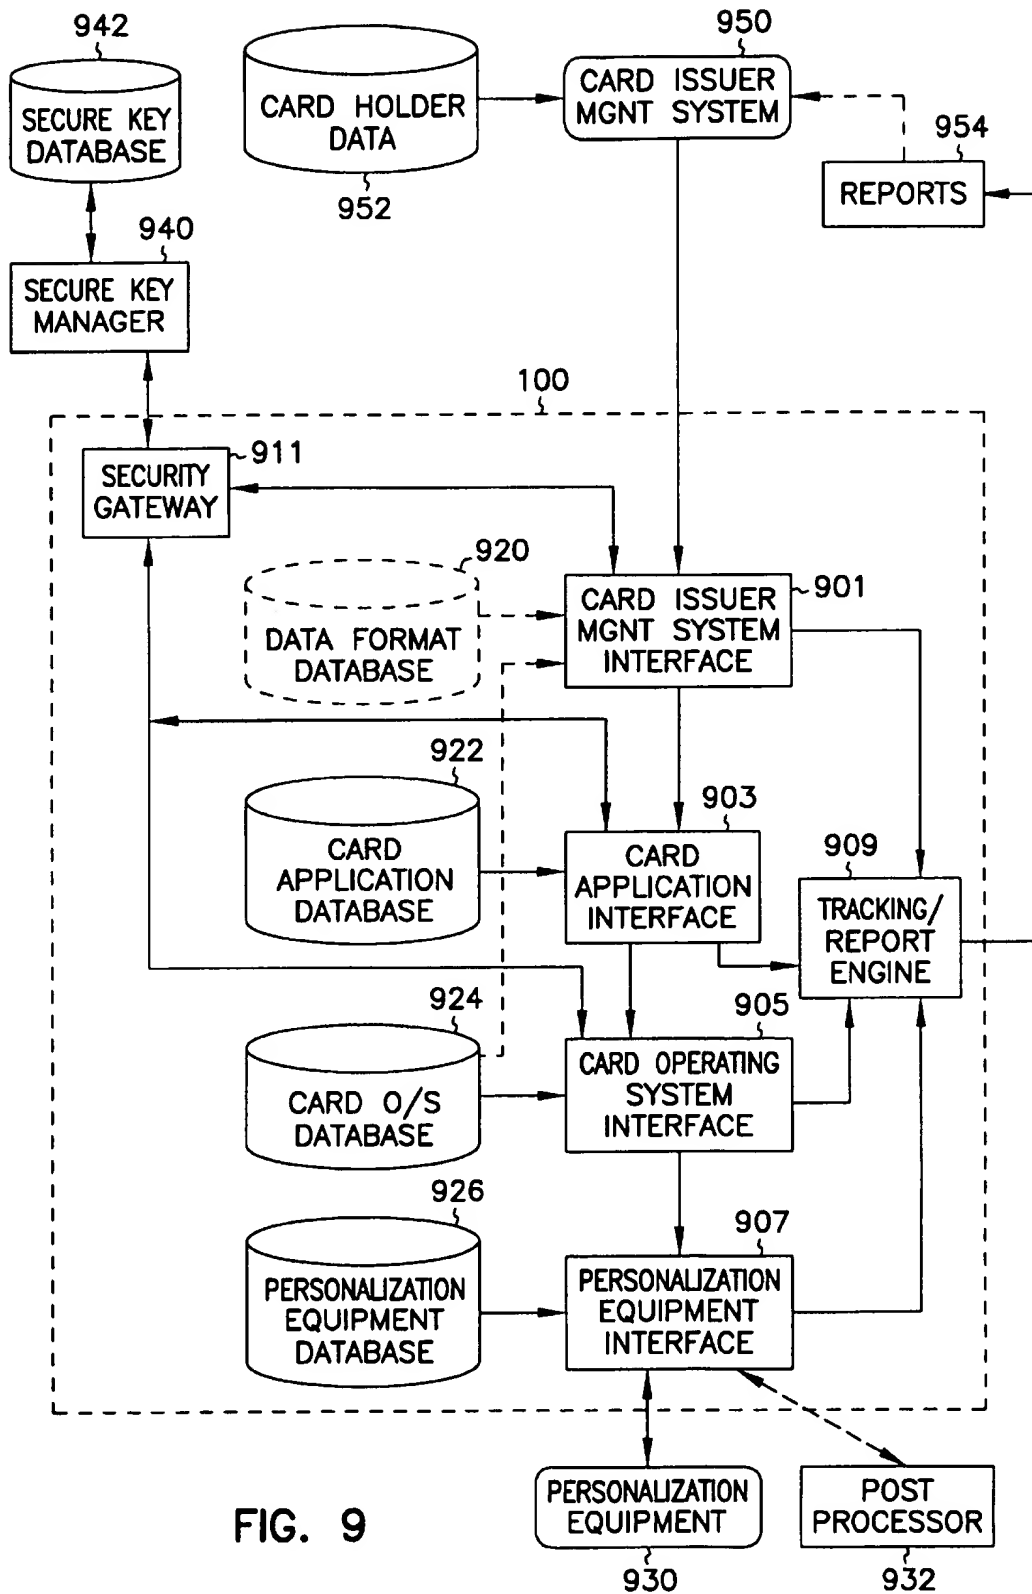 942
SECURE KEY
DATABASE
CARD HOLDER
DATA
952
950
CARD ISSUER
MGNT SYSTEM
954
REPORTS
940
SECURE KEY
MANAGER
100
911
SECURITY
GATEWAY
920
DATA FORMAT
DATABASE
901
CARD ISSUER
MGNT SYSTEM
INTERFACE
922
CARD
APPLICATION
DATABASE
903
CARD
APPLICATION
INTERFACE
909
TRACKING/
REPORT
ENGINE
924
CARD O/S
DATABASE
905
CARD OPERATING
SYSTEM
INTERFACE
926
PERSONALIZATION
EQUIPMENT
DATABASE
907
PERSONALIZATION
EQUIPMENT
INTERFACE
PERSONALIZATION
EQUIPMENT
930
POST
PROCESSOR
932
FIG. 9